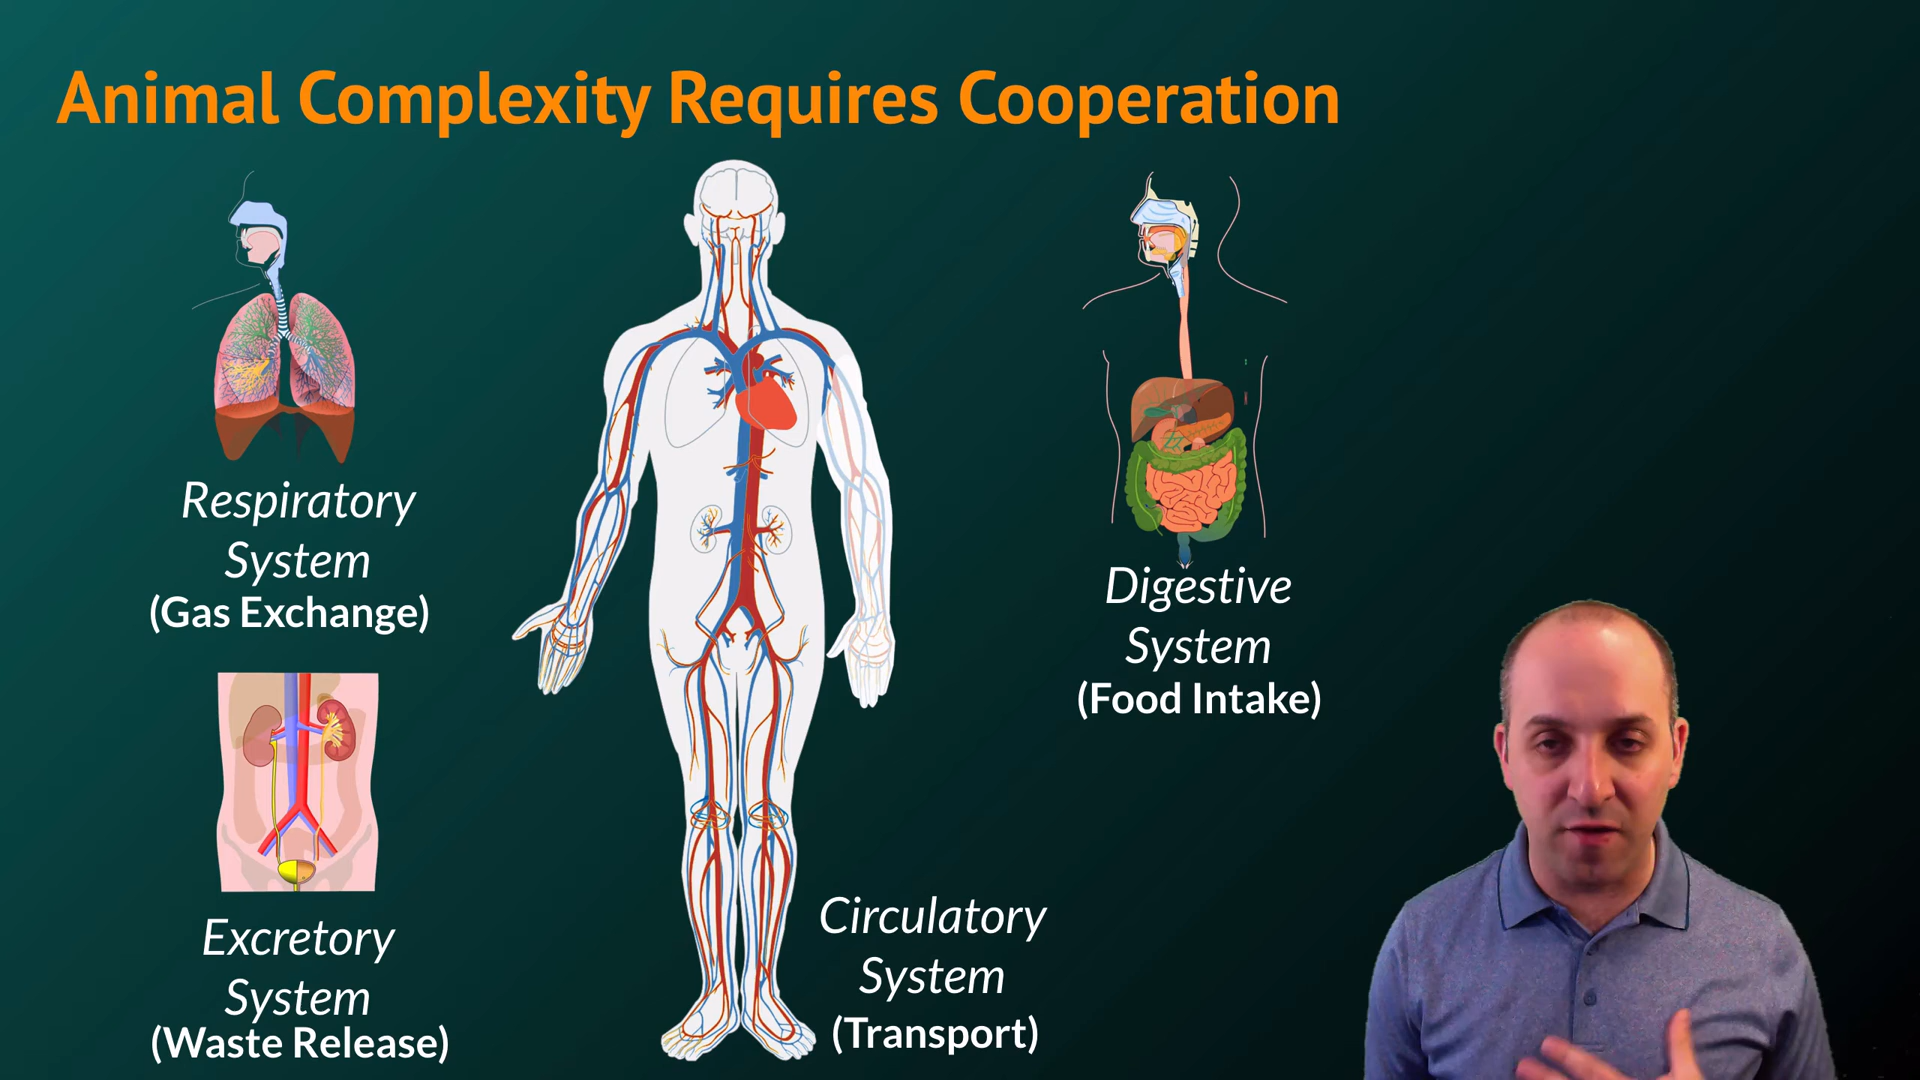 Animal Complexity Requires Cooperation
Respiratory
System
(Gas Exchange)
Digestive
System
(Food Intake)
Excretory
System
(Waste Release)
Circulatory
System
(Transport)